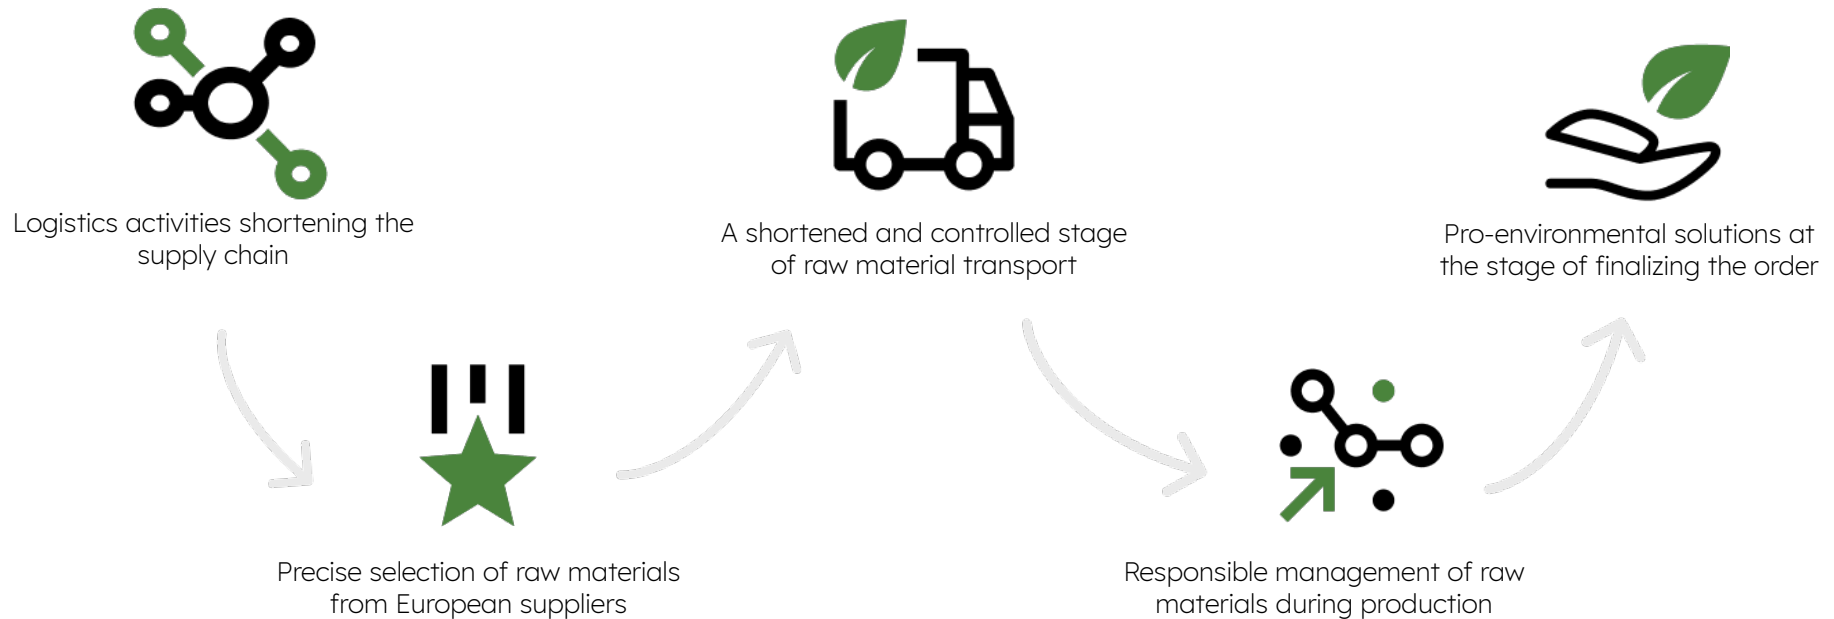 Logistics activities shortening the
supply chain
Precise selection of raw materials
from European suppliers
A shortened and controlled stage
of raw material transport
Responsible management of raw
materials during production
Pro-environmental solutions at
the stage of finalizing the order